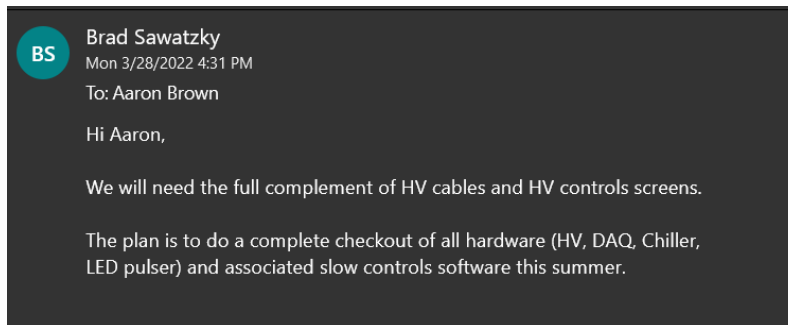 BS
Brad Sawatzky
Mon 3/28/2022 4:31 PM
To: Aaron Brown
Hi Aaron,
We will need the full complement of HV cables and HV controls screens.
The plan is to do a complete checkout of all hardware (HV, DAQ, Chiller,
LED pulser) and associated slow controls software this summer.